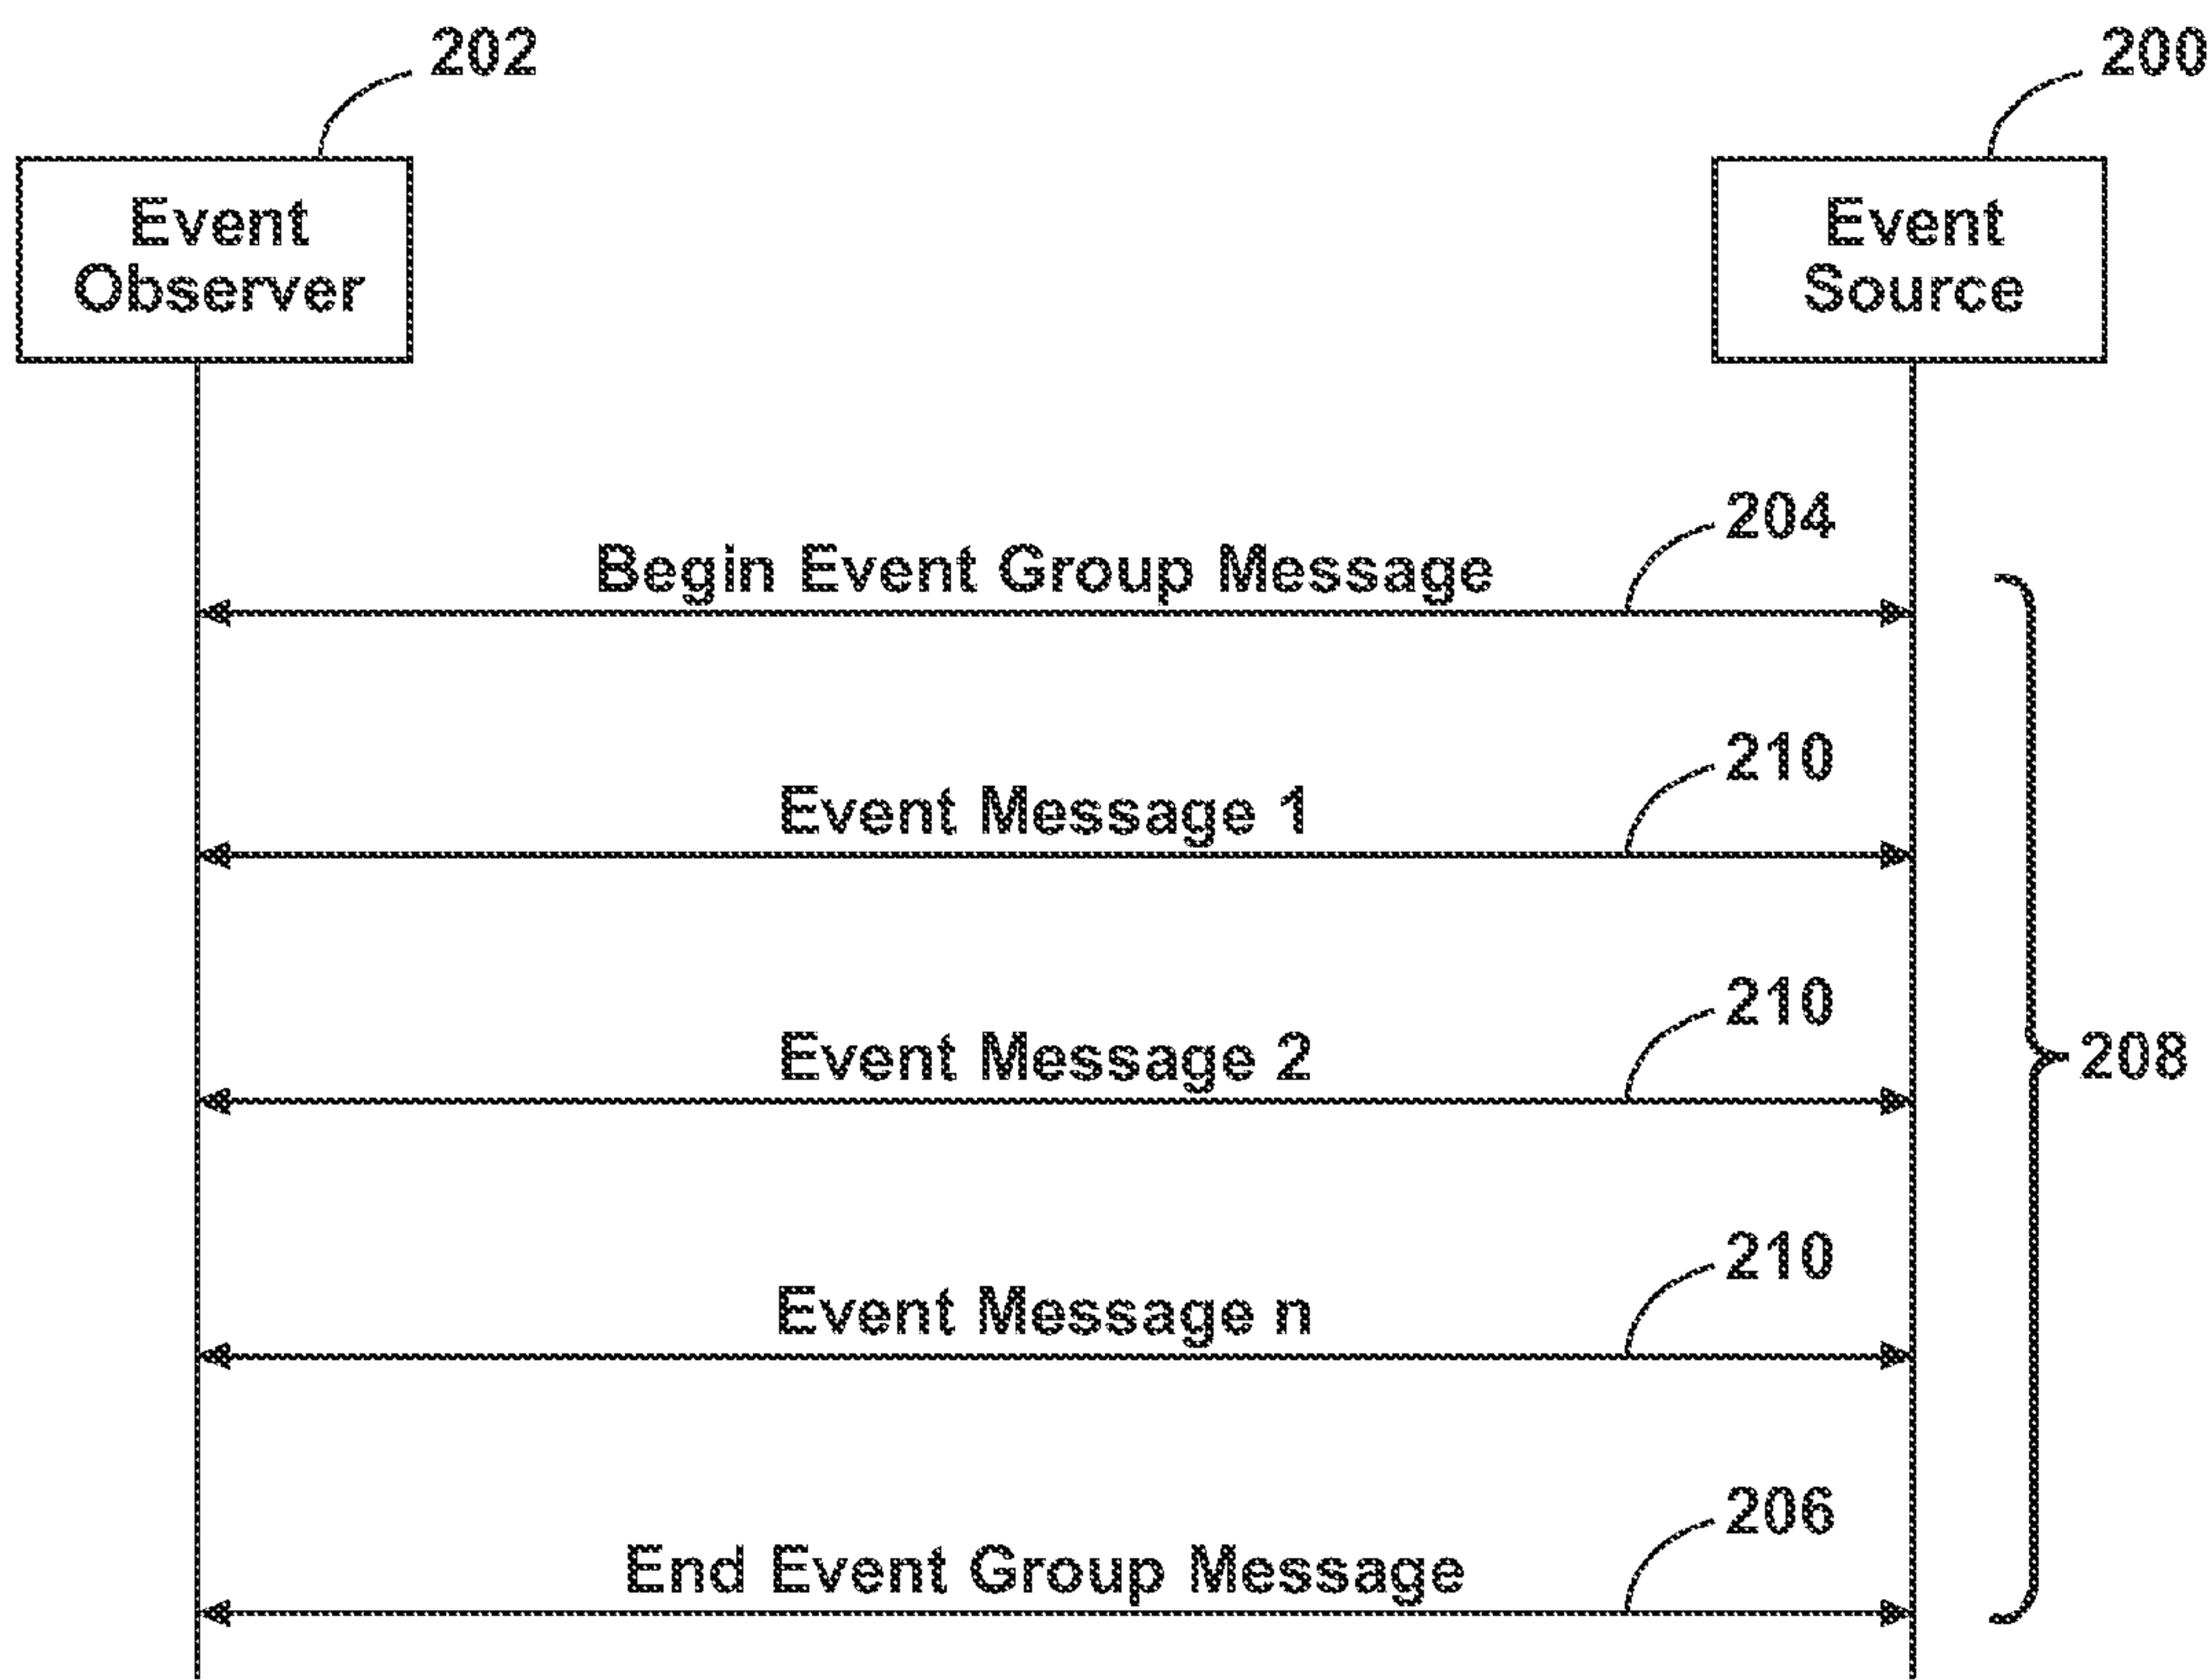 202
200
Event
Observer
Event
Source
204
Begin Event Group Message
210
Event Message 1
210
Event Message 2
208
210
Event Message n
206
End Event Group Message